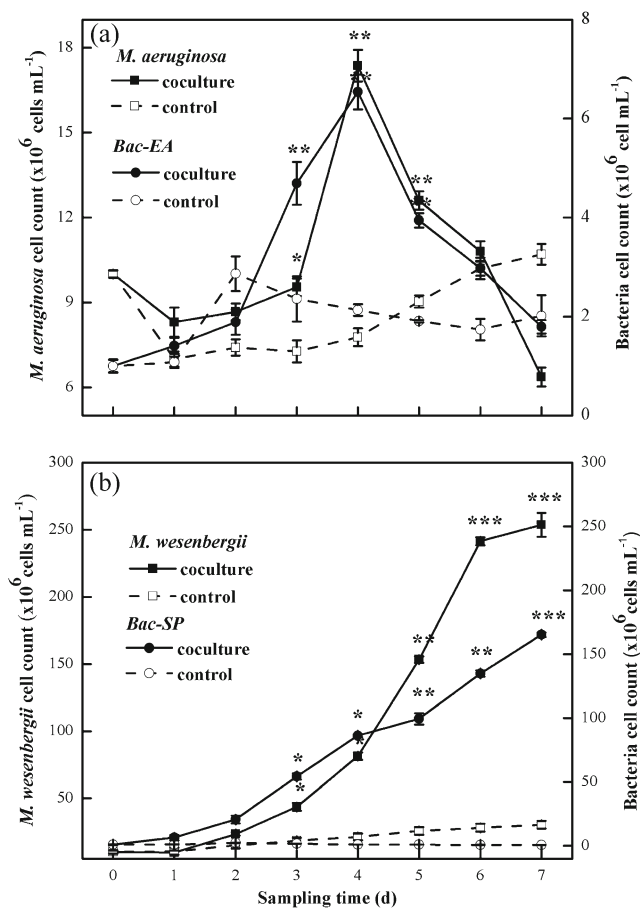 (a)
M. aeruginosa
coculture
control
Bac-EA
coculture
control
18
15
12
9
6
M. aeruginosa cell count (x10^6 cells mL^-1)
8
6
4
2
0
Bacteria cell count (x10^6 cell mL^-1)
**
**
**
*
**
**
(b)
M. wesenbergii
coculture
control
Bac-SP
coculture
control
300
250
200
150
100
50
M. wesenbergii cell count (x10^6 cells mL^-1)
300
250
200
150
100
50
0
Bacteria cell count (x10^6 cells mL^-1)
***
***
***
**
**
**
*
*
*
*
0 1 2 3 4 5 6 7
Sampling time (d)